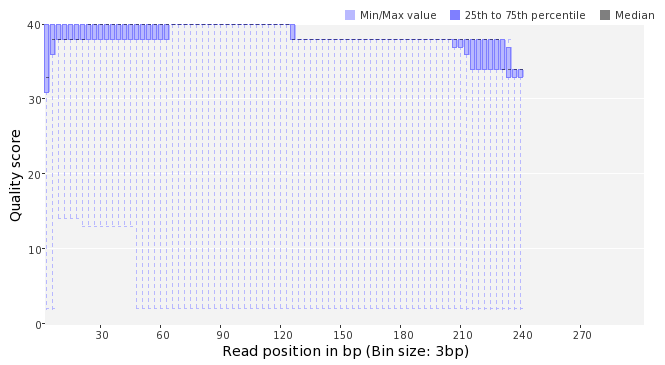 Min/Max value 25th to 75th percentile Median
Quality score
40
30
20
10
0
30 60 90 120 150 180 210 240 270
Read position in bp (Bin size: 3bp)